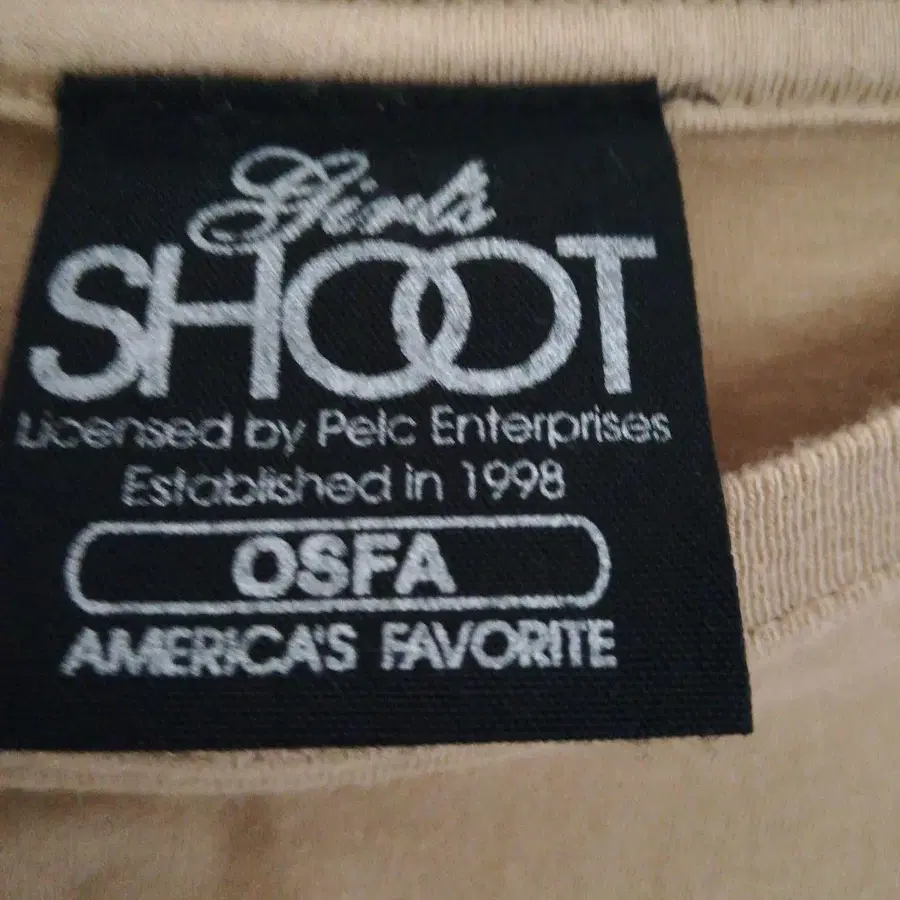 Girls
SHOOT
Licensed by Pelc Enterprises
Established in 1998
OSFA
AMERICA'S FAVORITE